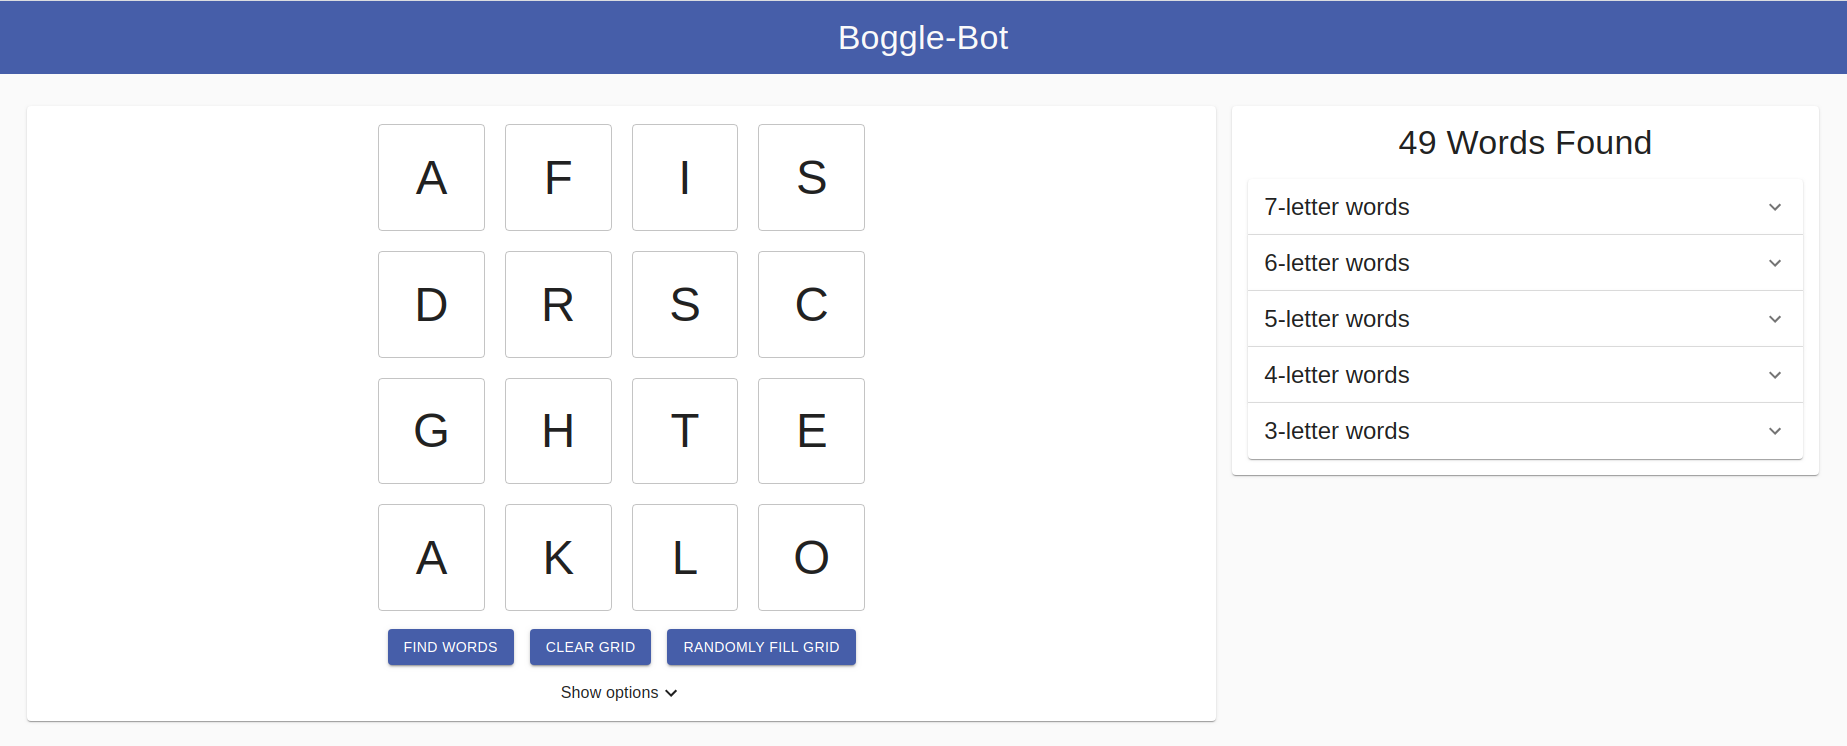 Boggle-Bot
A F I S
D R S C
G H T E
A K L O
FIND WORDS CLEAR GRID RANDOMLY FILL GRID
Show options
49 Words Found
7-letter words
6-letter words
5-letter words
4-letter words
3-letter words